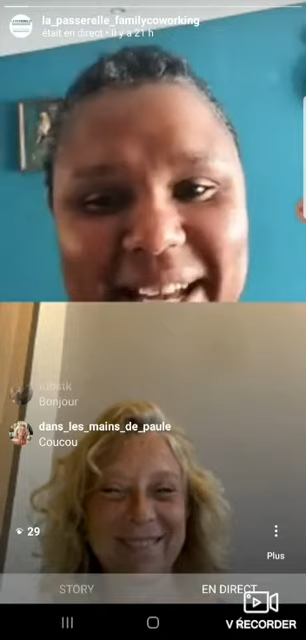 la_passerelle_familycoworking
était en direct • Il y a 21 h
Bonjour
dans_les_mains_de_paule
Coucou
29
Plus
STORY
EN DIRECT
V RECORDER